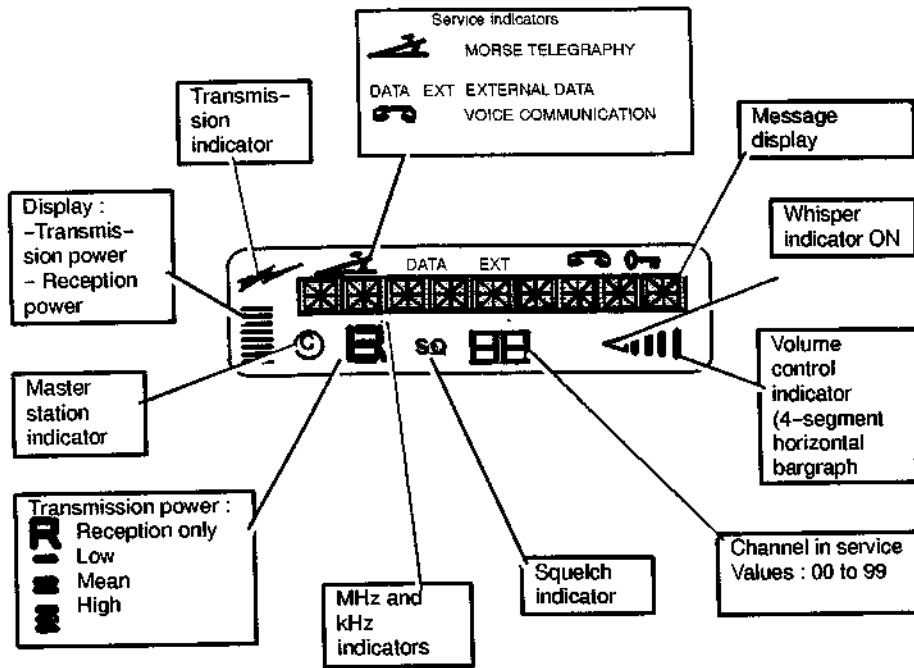 Service indicators
MORSE TELEGRAPHY
DATA EXT EXTERNAL DATA
VOICE COMMUNICATION
Transmis–
sion
indicator
Message
display
Display :
–Transmis–
sion power
– Reception
power
Whisper
indicator ON
DATA EXT
SQ
Master
station
indicator
Volume
control
indicator
(4–segment
horizontal
bargraph
Transmission power :
R Reception only
Low
Mean
High
MHz and
kHz
indicators
Squelch
indicator
Channel in service
Values : 00 to 99